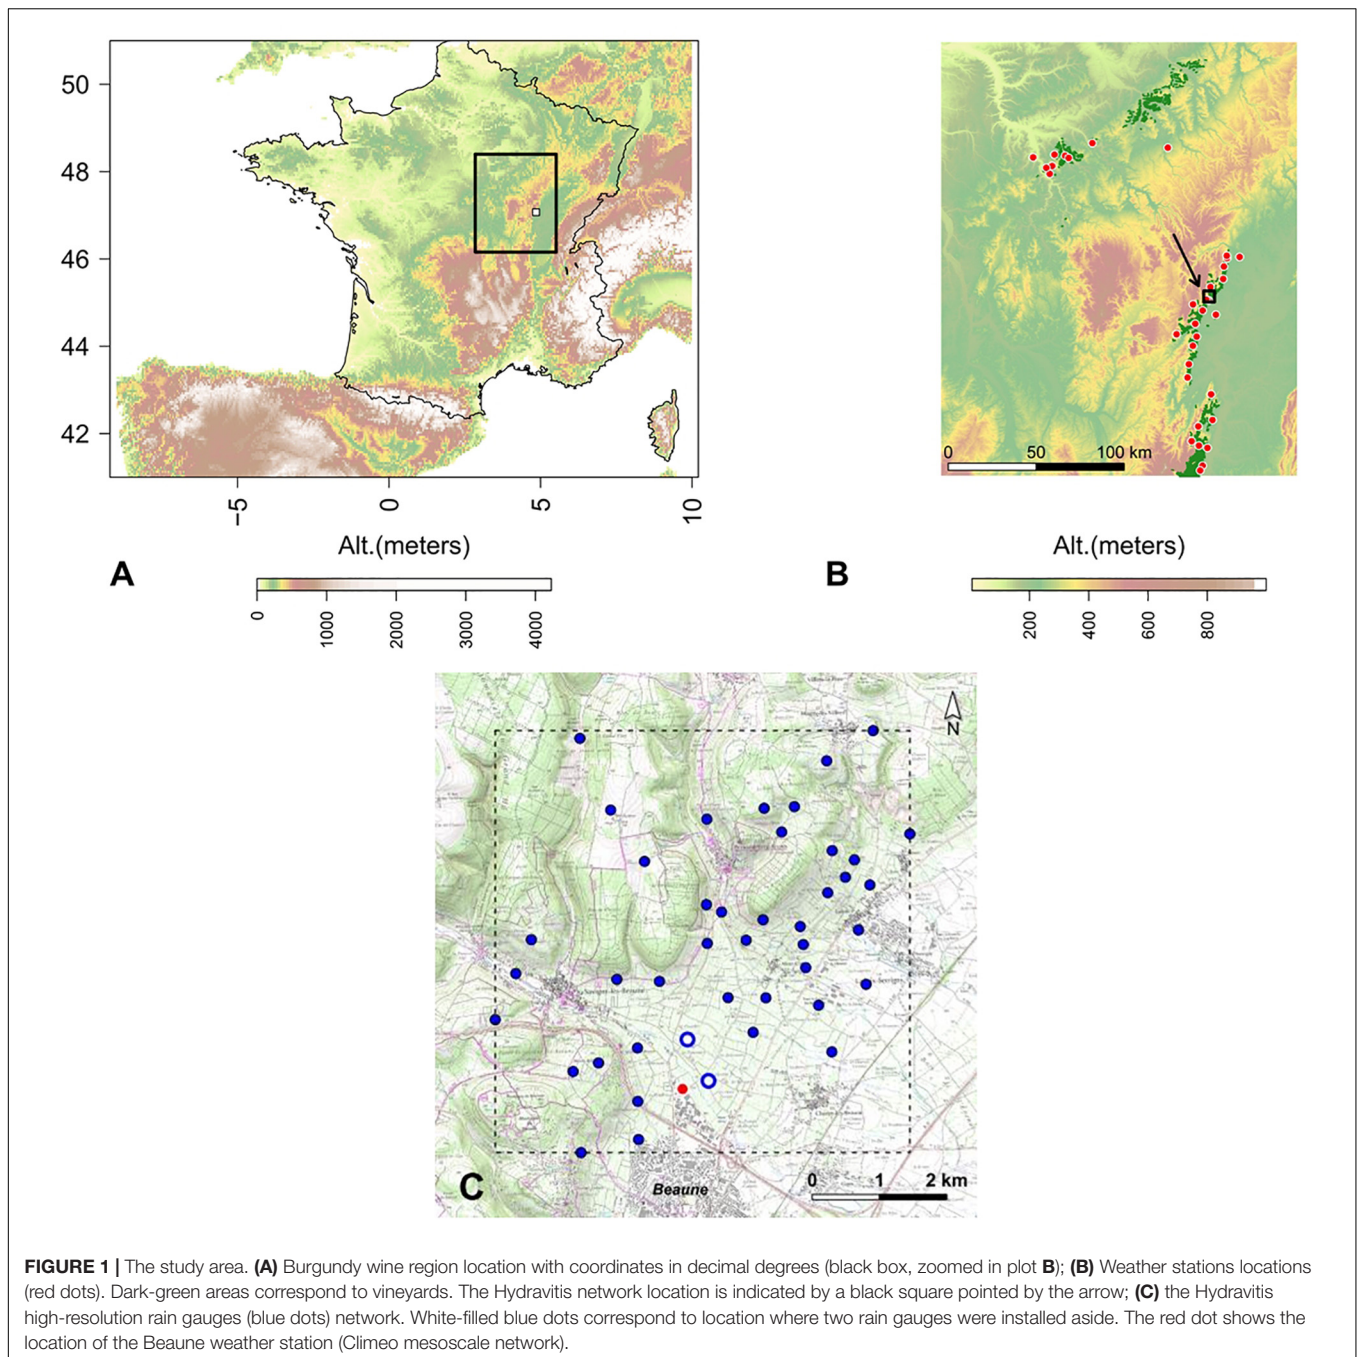 50
48
46
44
42
−5
0
5
10
Alt.(meters)
A
0
1000
2000
3000
4000
0 50 100 km
Alt.(meters)
B
200
400
600
800
N
Beaune
C
0 1 2 km
FIGURE 1 | The study area. (A) Burgundy wine region location with coordinates in decimal degrees (black box, zoomed in plot B); (B) Weather stations locations
(red dots). Dark-green areas correspond to vineyards. The Hydravitis network location is indicated by a black square pointed by the arrow; (C) the Hydravitis
high-resolution rain gauges (blue dots) network. White-filled blue dots correspond to location where two rain gauges were installed aside. The red dot shows the
location of the Beaune weather station (Climeo mesoscale network).